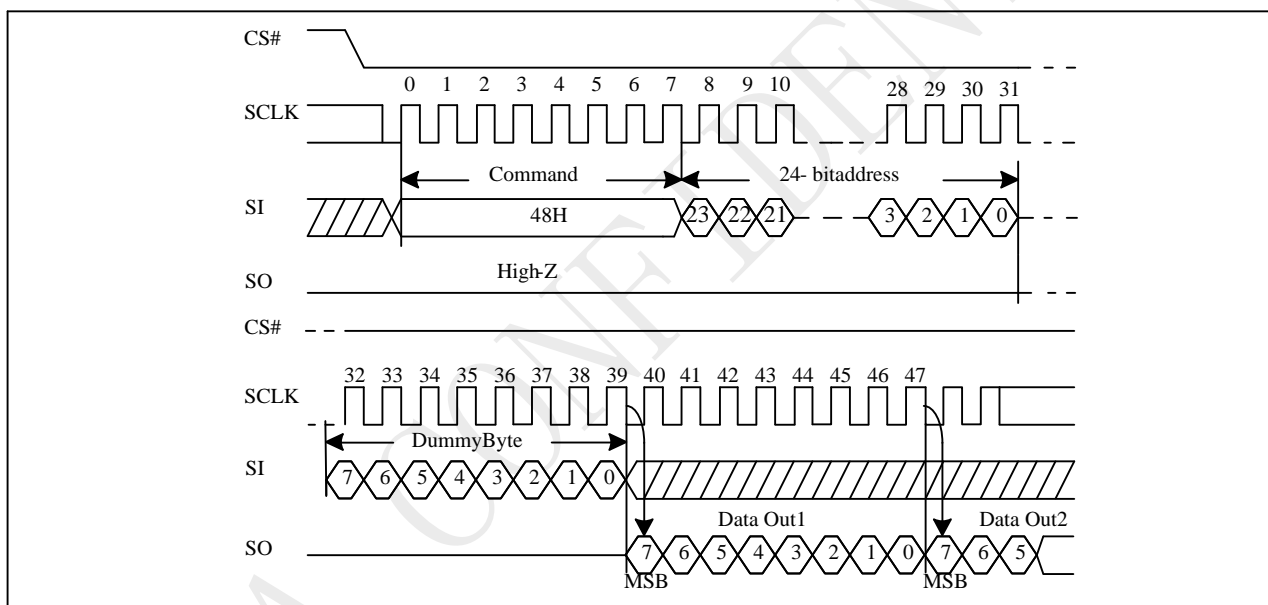 CONFIDEN
A
CS#
0 1 2 3 4 5 6 7 8 9 10 28 29 30 31
SCLK
Command 24- bitaddress
SI 48H 23 22 21 3 2 1 0
High-Z
SO
CS#
32 33 34 35 36 37 38 39 40 41 42 43 44 45 46 47
SCLK
DummyByte
SI 7 6 5 4 3 2 1 0
Data Out1 Data Out2
SO 7 6 5 4 3 2 1 0 7 6 5
MSB MSB